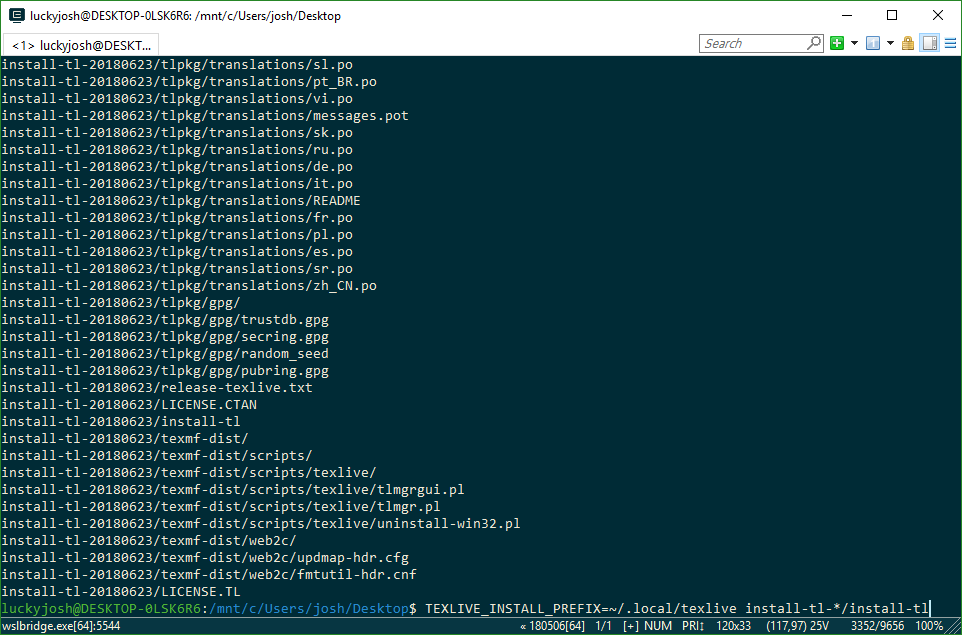 luckyjosh@DESKTOP-0LSK6R6: /mnt/c/Users/josh/Desktop
<1> luckyjosh@DESKT...
Search
install-tl-20180623/tlpkg/translations/sl.po
install-tl-20180623/tlpkg/translations/pt_BR.po
install-tl-20180623/tlpkg/translations/vi.po
install-tl-20180623/tlpkg/translations/messages.pot
install-tl-20180623/tlpkg/translations/sk.po
install-tl-20180623/tlpkg/translations/ru.po
install-tl-20180623/tlpkg/translations/de.po
install-tl-20180623/tlpkg/translations/it.po
install-tl-20180623/tlpkg/translations/README
install-tl-20180623/tlpkg/translations/fr.po
install-tl-20180623/tlpkg/translations/pl.po
install-tl-20180623/tlpkg/translations/es.po
install-tl-20180623/tlpkg/translations/sr.po
install-tl-20180623/tlpkg/translations/zh_CN.po
install-tl-20180623/tlpkg/gpg/
install-tl-20180623/tlpkg/gpg/trustdb.gpg
install-tl-20180623/tlpkg/gpg/secring.gpg
install-tl-20180623/tlpkg/gpg/random_seed
install-tl-20180623/tlpkg/gpg/pubring.gpg
install-tl-20180623/release-texlive.txt
install-tl-20180623/LICENSE.CTAN
install-tl-20180623/install-tl
install-tl-20180623/texmf-dist/
install-tl-20180623/texmf-dist/scripts/
install-tl-20180623/texmf-dist/scripts/texlive/
install-tl-20180623/texmf-dist/scripts/texlive/tlmgrgui.pl
install-tl-20180623/texmf-dist/scripts/texlive/tlmgr.pl
install-tl-20180623/texmf-dist/scripts/texlive/uninstall-win32.pl
install-tl-20180623/texmf-dist/web2c/
install-tl-20180623/texmf-dist/web2c/updmap-hdr.cfg
install-tl-20180623/texmf-dist/web2c/fmtutil-hdr.cnf
install-tl-20180623/LICENSE.TL
luckyjosh@DESKTOP-0LSK6R6:/mnt/c/Users/josh/Desktop$ TEXLIVE_INSTALL_PREFIX=~/.local/texlive install-tl-*/install-tl
wslbridge.exe[64]:5544 « 180506[64] 1/1 [+] NUM PRI↕ 120x33 (117,97) 25V 3352/9656 100%